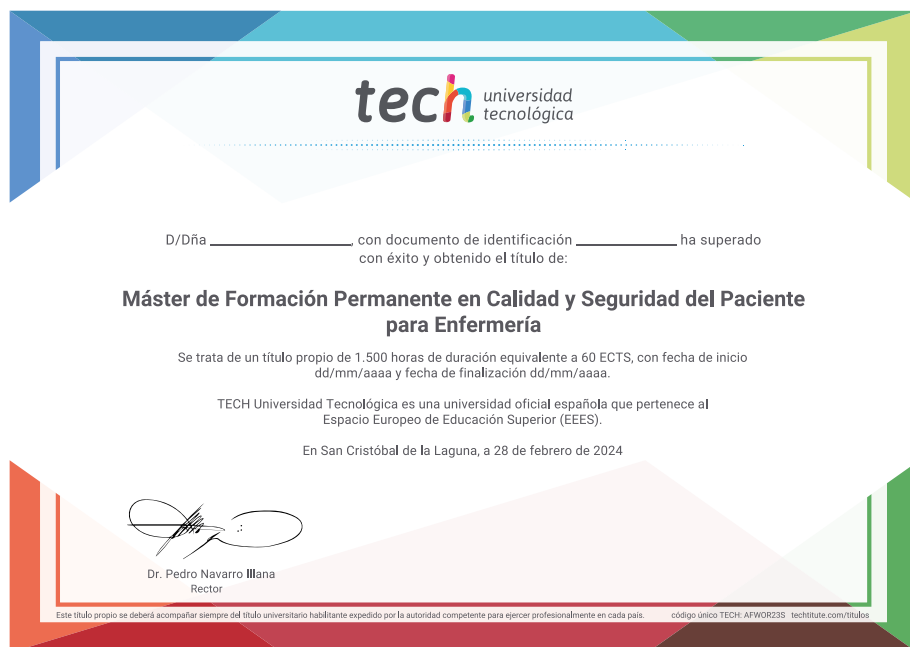 tech universidad
tecnológica
D/Dña ______________, con documento de identificación __________ ha superado
con éxito y obtenido el título de:
Máster de Formación Permanente en Calidad y Seguridad del Paciente
para Enfermería
Se trata de un título propio de 1.500 horas de duración equivalente a 60 ECTS, con fecha de inicio
dd/mm/aaaa y fecha de finalización dd/mm/aaaa.
TECH Universidad Tecnológica es una universidad oficial española que pertenece al
Espacio Europeo de Educación Superior (EEES).
En San Cristóbal de la Laguna, a 28 de febrero de 2024
Dr. Pedro Navarro Illana
Rector
Este título propio se deberá acompañar siempre del título universitario habilitante expedido por la autoridad competente para ejercer profesionalmente en cada país. código único TECH: AFWOR23S techtitute.com/titulos